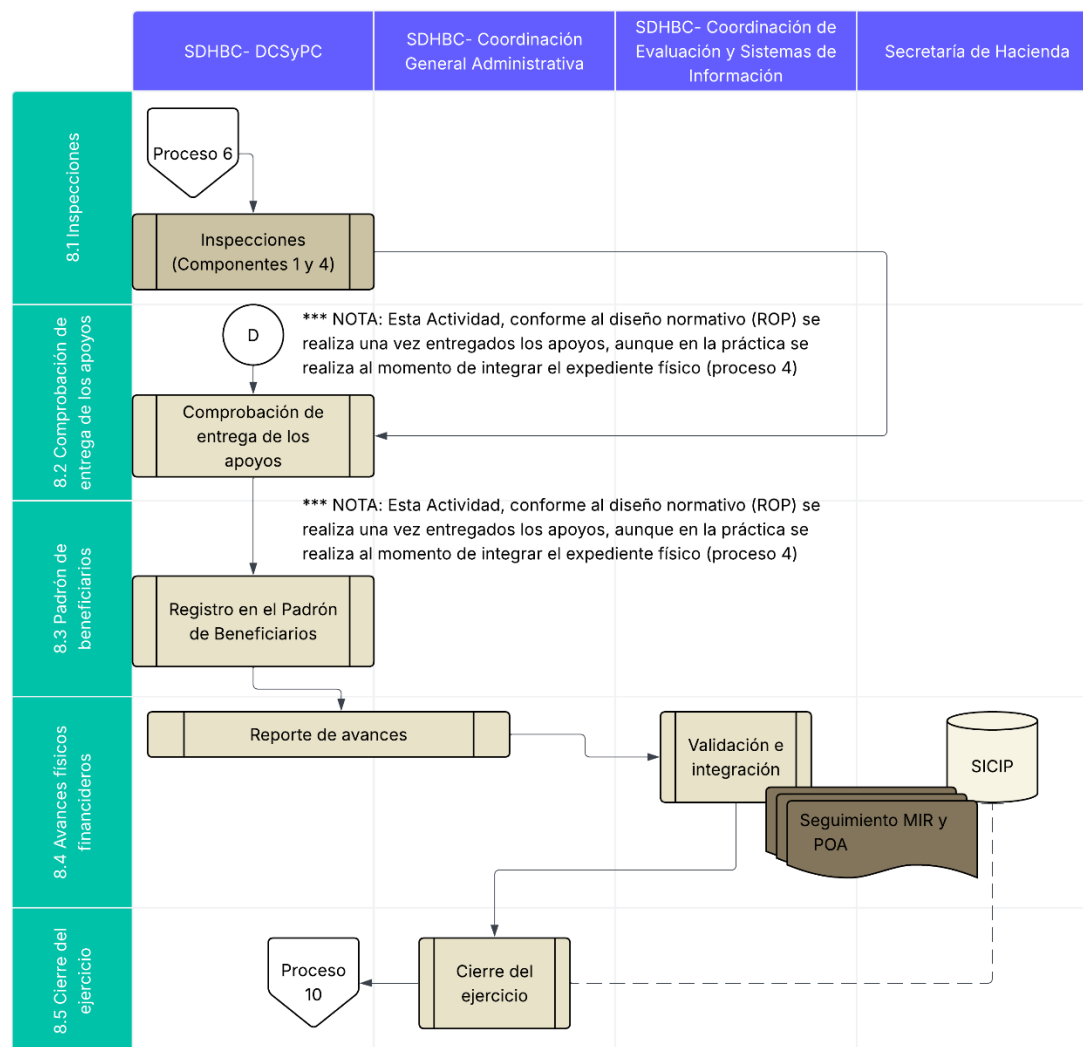 SDHBC- DCSyPC
SDHBC- Coordinación
General Administrativa
SDHBC- Coordinación de
Evaluación y Sistemas de
Información
Secretaría de Hacienda
8.1 Inspecciones
Proceso 6
Inspecciones
(Componentes 1 y 4)
8.2 Comprobación de
entrega de los apoyos
D
*** NOTA: Esta Actividad, conforme al diseño normativo (ROP) se
realiza una vez entregados los apoyos, aunque en la práctica se
realiza al momento de integrar el expediente físico (proceso 4)
Comprobación de
entrega de los
apoyos
8.3 Padrón de
beneficiarios
*** NOTA: Esta Actividad, conforme al diseño normativo (ROP) se
realiza una vez entregados los apoyos, aunque en la práctica se
realiza al momento de integrar el expediente físico (proceso 4)
Registro en el Padrón
de Beneficiarios
8.4 Avances físicos
financideros
Reporte de avances
Validación e
integración
SICIP
Seguimiento MIR y
POA
8.5 Cierre del
ejercicio
Proceso
10
Cierre del
ejercicio